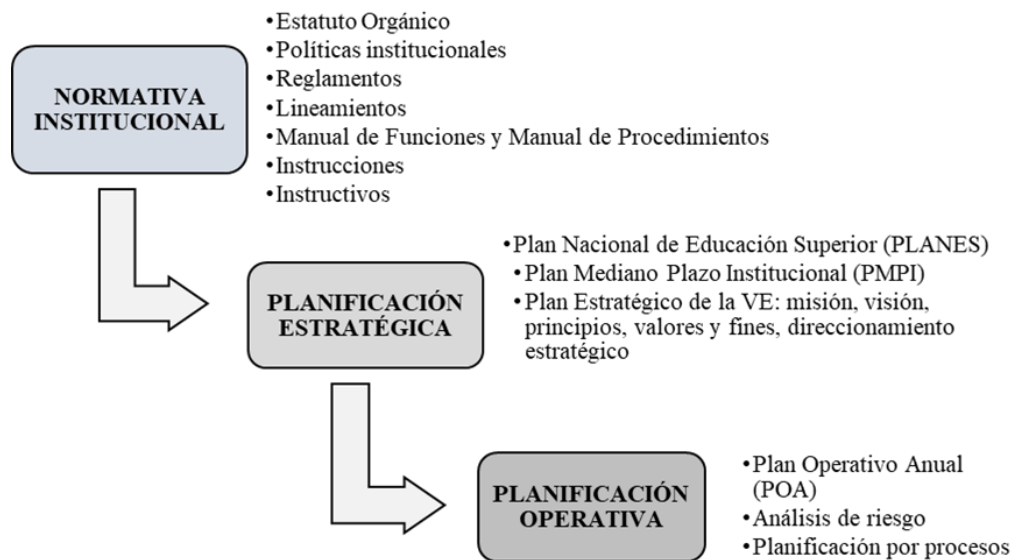 NORMATIVA
INSTITUCIONAL
•Estatuto Orgánico
•Políticas institucionales
•Reglamentos
•Lineamientos
•Manual de Funciones y Manual de Procedimientos
•Instrucciones
•Instructivos
PLANIFICACIÓN
ESTRATÉGICA
•Plan Nacional de Educación Superior (PLANES)
•Plan Mediano Plazo Institucional (PMPI)
•Plan Estratégico de la VE: misión, visión,
principios, valores y fines, direccionamiento
estratégico
PLANIFICACIÓN
OPERATIVA
•Plan Operativo Anual
(POA)
•Análisis de riesgo
•Planificación por procesos